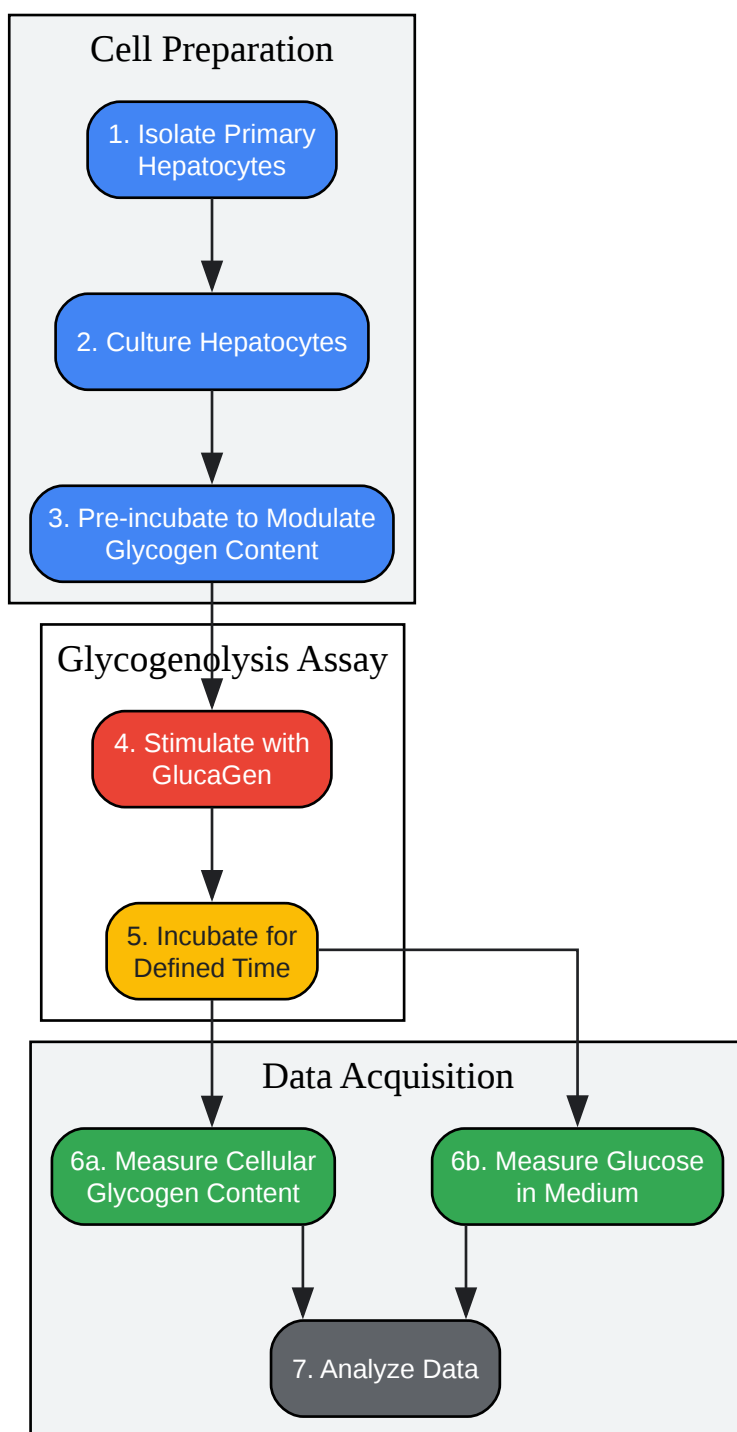 Cell Preparation
1. Isolate Primary
Hepatocytes
2. Culture Hepatocytes
3. Pre-incubate to Modulate
Glycogen Content
Glycogenolysis Assay
4. Stimulate with
GlucaGen
5. Incubate for
Defined Time
Data Acquisition
6a. Measure Cellular
Glycogen Content
6b. Measure Glucose
in Medium
7. Analyze Data